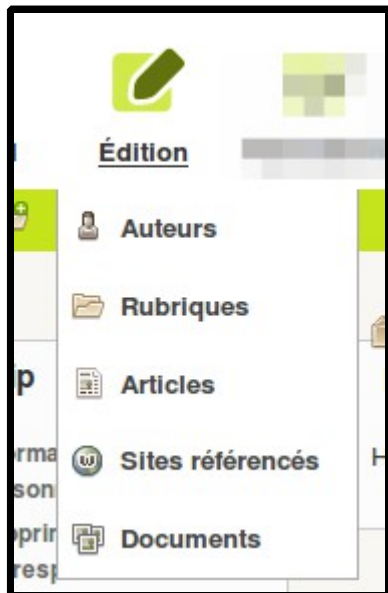 Édition
Auteurs
Rubriques
Articles
Sites référencés
Documents